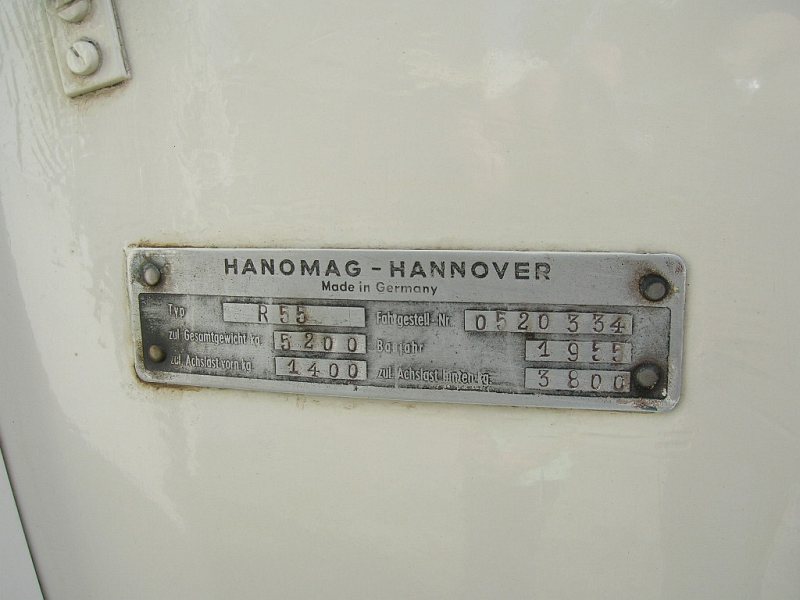 HANOMAG - HANNOVER
Made in Germany
Typ R 55 Fahrgestell-Nr. 0520334
zul. Gesamtgewicht kg. 5200 Baujahr 1955
zul. Achslast vorn kg. 1400 zul. Achslast hinten kg. 3800